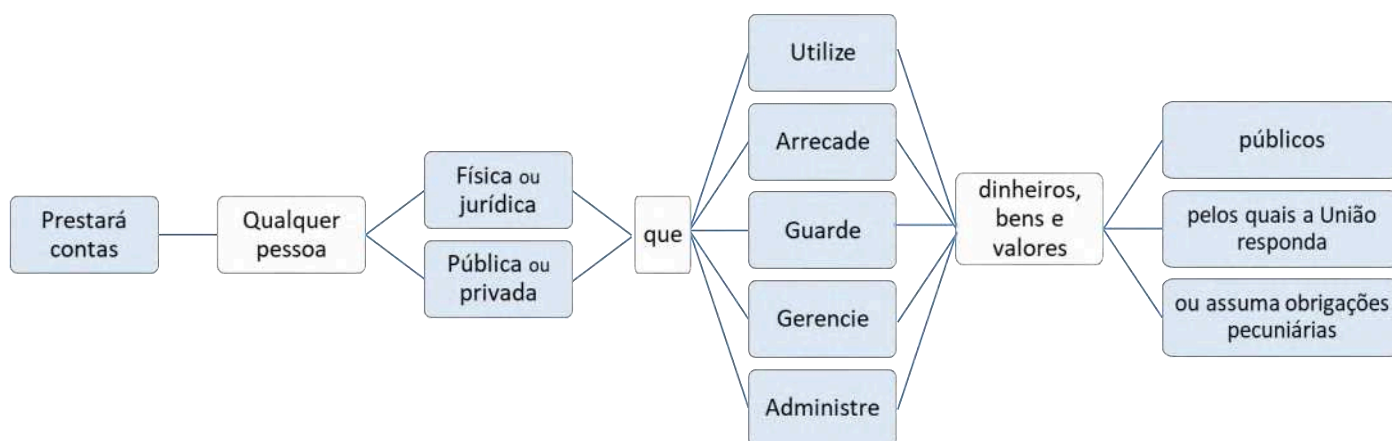 Prestará
contas
Qualquer
pessoa
Física ou
jurídica
Pública ou
privada
que
Utilize
Arrecade
Guarde
Gerencie
Administre
dinheiros,
bens e
valores
públicos
pelos quais a União
responda
ou assuma obrigações
pecuniárias